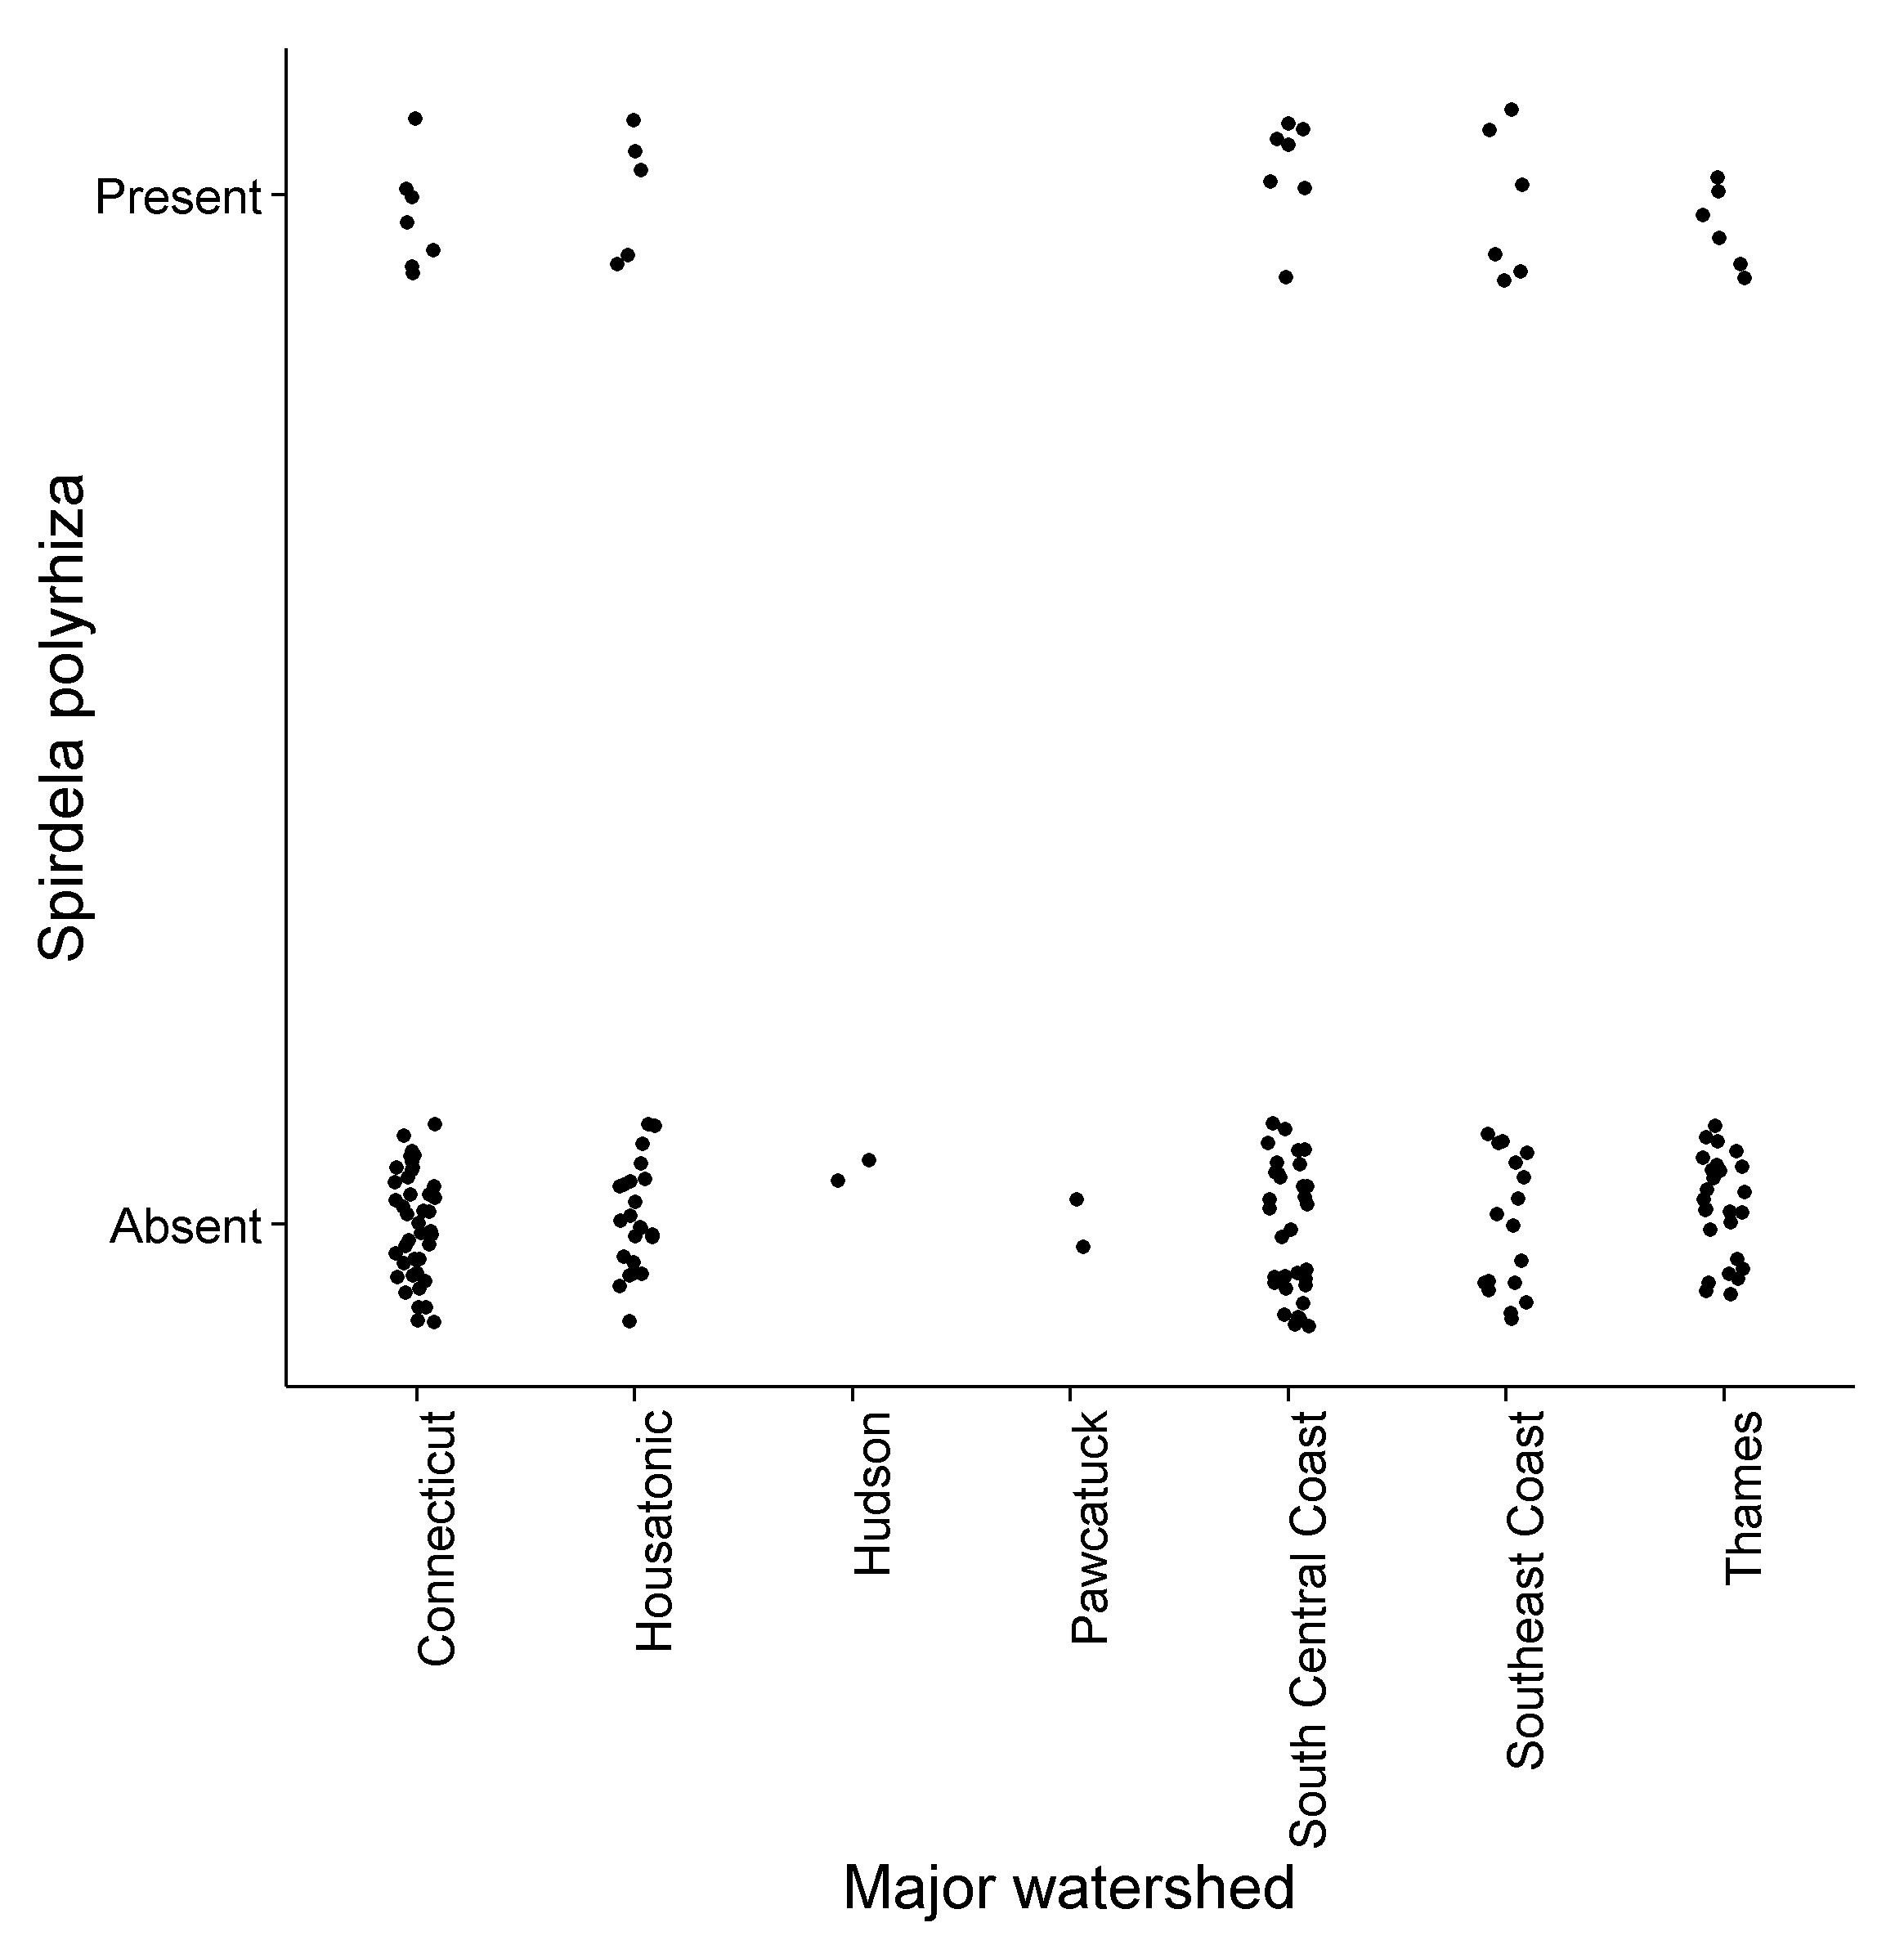 Spirdela polyrhiza
Present
Absent
Connecticut
Housatonic
Hudson
Pawcatuck
South Central Coast
Southeast Coast
Thames
Major watershed